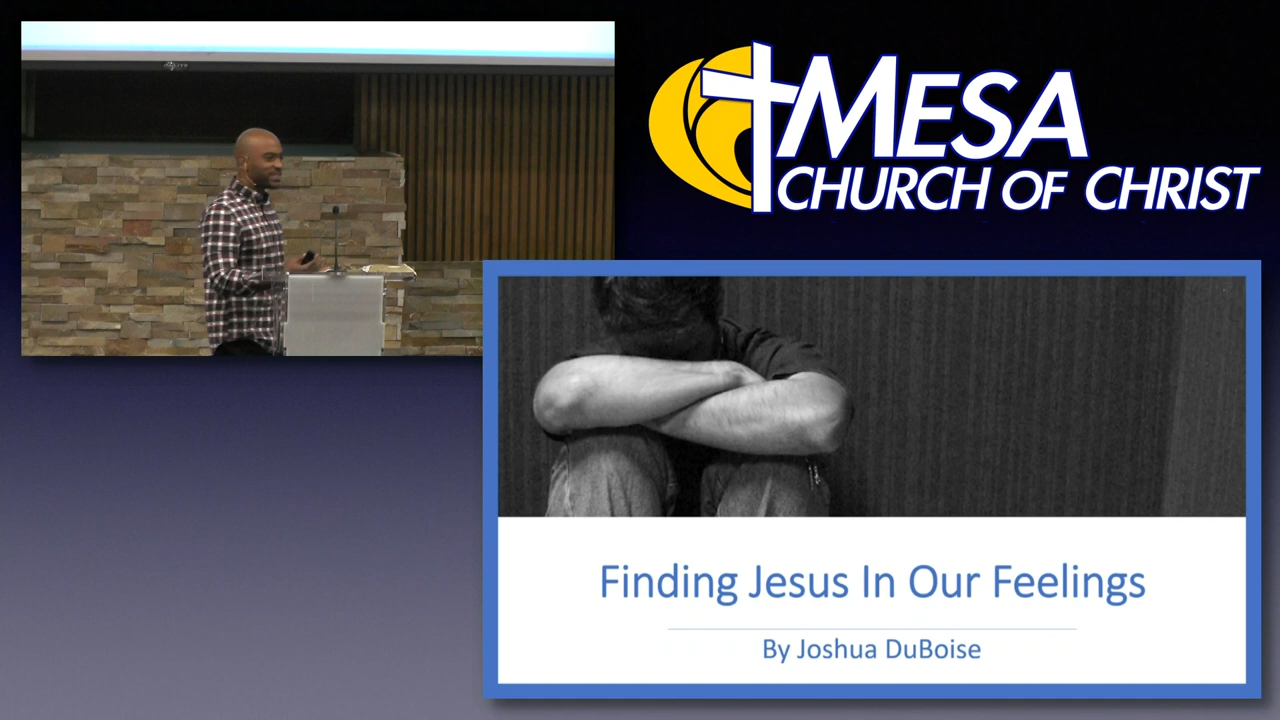 MESA
CHURCH OF CHRIST
Finding Jesus In Our Feelings
By Joshua DuBoise